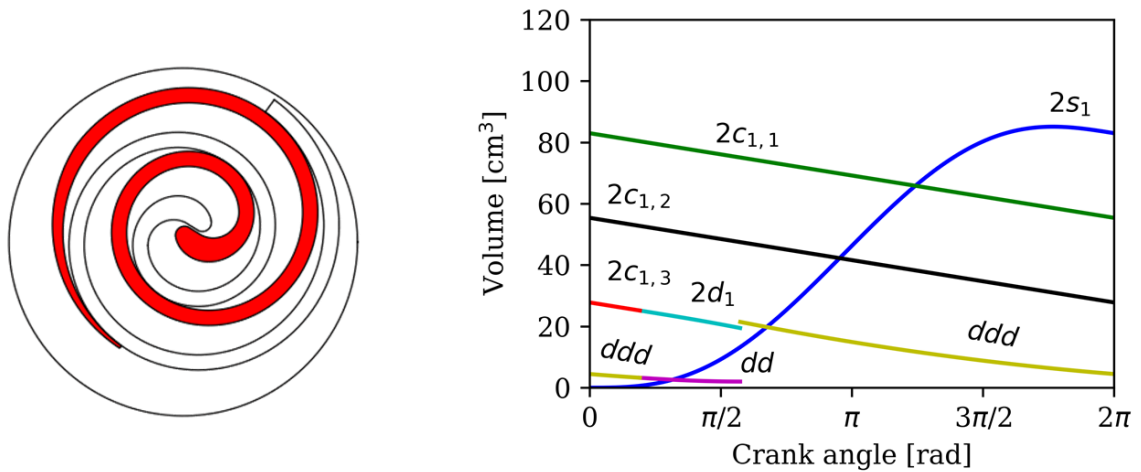 120
100
80
60
40
20
0
Volume [cm³]
2s₁
2c₁,₁
2c₁,₂
2c₁,₃
2d₁
ddd
dd
ddd
0
π/2
π
3π/2
2π
Crank angle [rad]